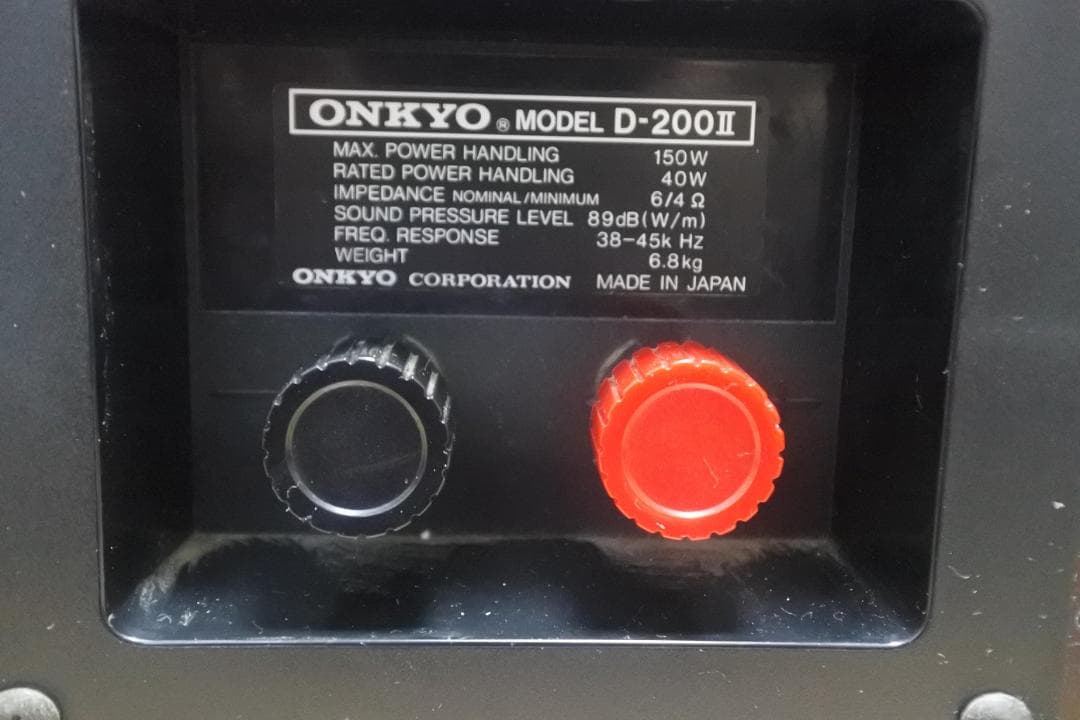 ONKYO ® MODEL D-200II
MAX. POWER HANDLING 150W
RATED POWER HANDLING 40W
IMPEDANCE NOMINAL/MINIMUM 6/4 Ω
SOUND PRESSURE LEVEL 89dB(W/m)
FREQ. RESPONSE 38-45k Hz
WEIGHT 6.8kg
ONKYO CORPORATION MADE IN JAPAN